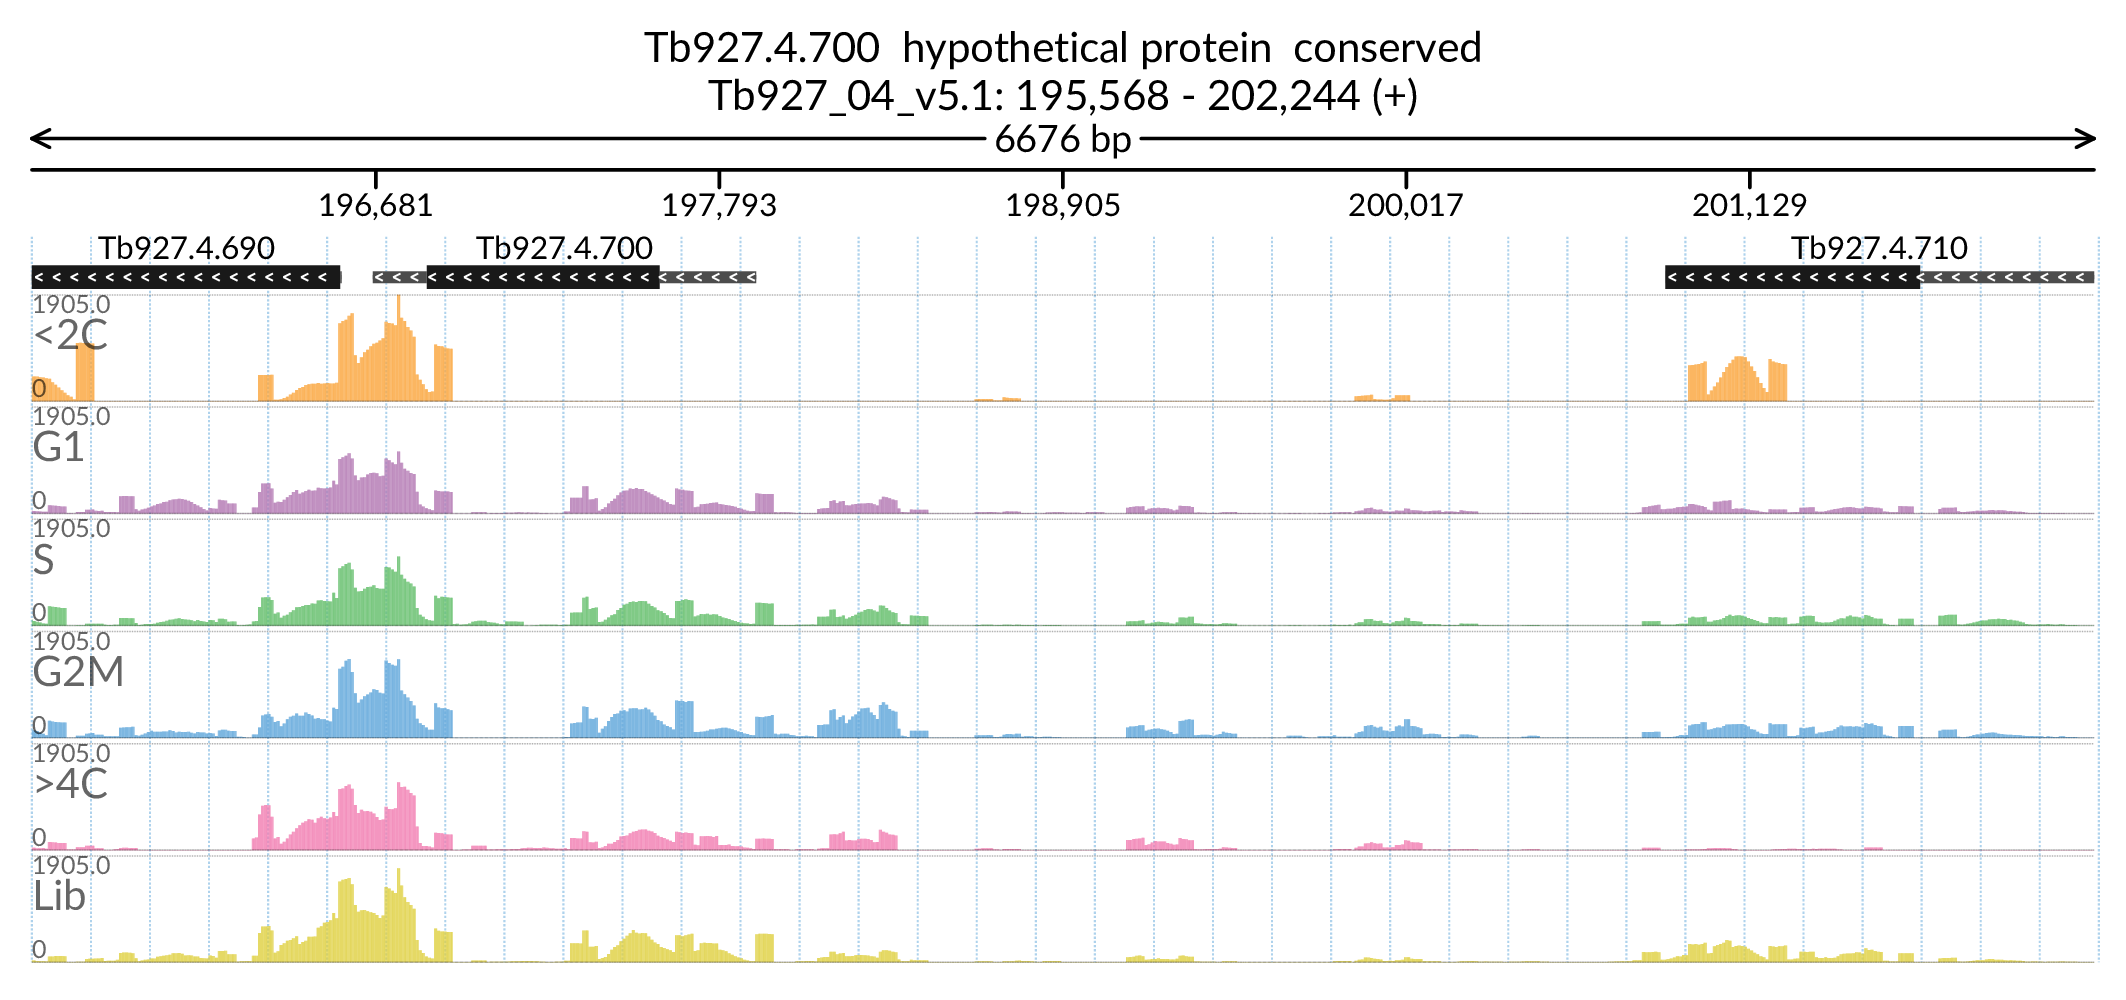 Tb927.4.700  hypothetical protein  conserved
Tb927_04_v5.1: 195,568 - 202,244 (+)
6676 bp
196,681 197,793 198,905 200,017 201,129
Tb927.4.690 Tb927.4.700 Tb927.4.710
1905.0
<2C
0
1905.0
G1
0
1905.0
S
0
1905.0
G2M
0
1905.0
>4C
0
1905.0
Lib
0